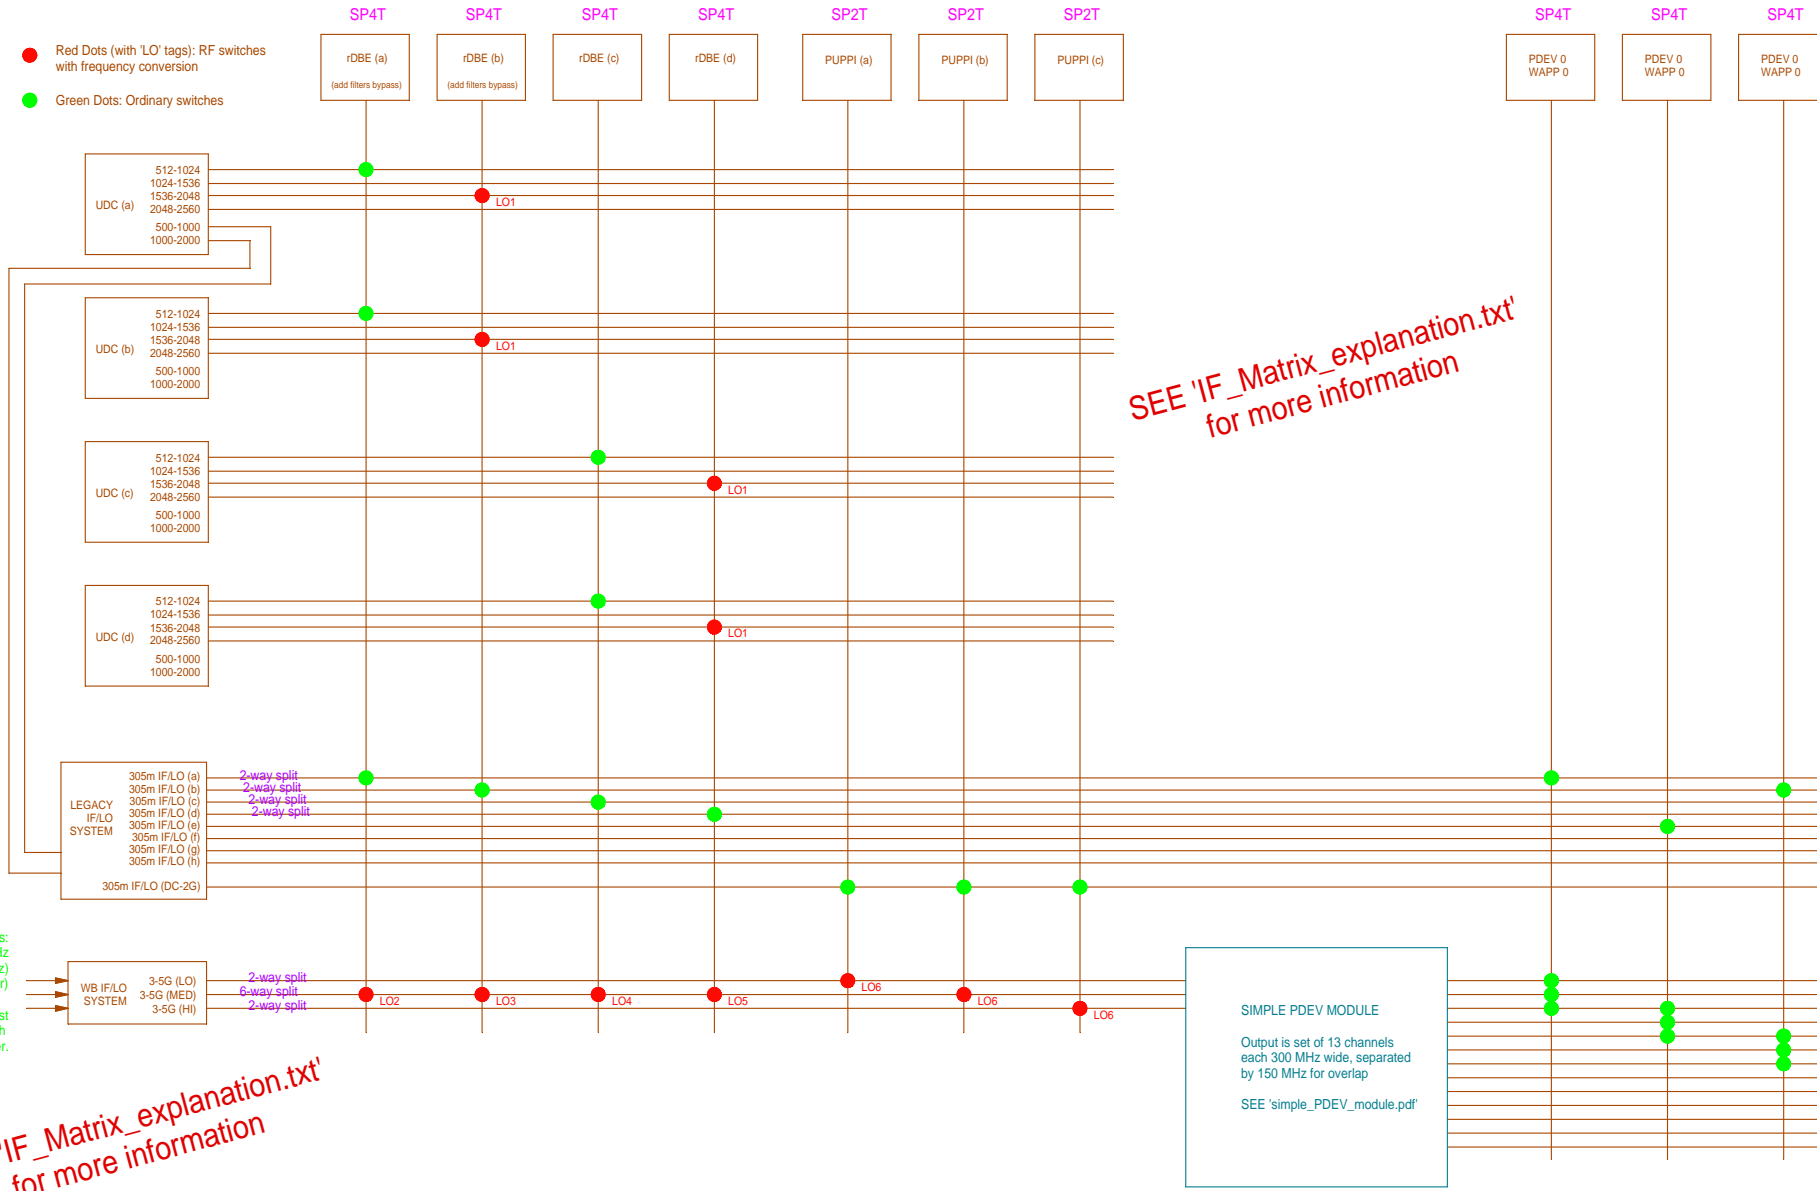 SP4T SP4T SP4T SP4T SP2T SP2T SP2T SP4T SP4T SP4T
Red Dots (with 'LO' tags): RF switches
with frequency conversion
Green Dots: Ordinary switches
rDBE (a)
(add filters bypass)
rDBE (b)
(add filters bypass)
rDBE (c)
rDBE (d)
PUPPI (a)
PUPPI (b)
PUPPI (c)
PDEV 0
WAPP 0
PDEV 0
WAPP 0
PDEV 0
WAPP 0
UDC (a)
512-1024
1024-1536
1536-2048
2048-2560
500-1000
1000-2000
LO1
UDC (b)
512-1024
1024-1536
1536-2048
2048-2560
500-1000
1000-2000
LO1
SEE 'IF_Matrix_explanation.txt'
for more information
UDC (c)
512-1024
1024-1536
1536-2048
2048-2560
500-1000
1000-2000
LO1
UDC (d)
512-1024
1024-1536
1536-2048
2048-2560
500-1000
1000-2000
LO1
LEGACY
IF/LO
SYSTEM
305m IF/LO (a)
305m IF/LO (b)
305m IF/LO (c)
305m IF/LO (d)
305m IF/LO (e)
305m IF/LO (f)
305m IF/LO (g)
305m IF/LO (h)
305m IF/LO (DC-2G)
2-way split
2-way split
2-way split
2-way split
s:
Hz
z)
r)
st
h
er.
WB IF/LO
SYSTEM
3-5G (LO)
3-5G (MED)
3-5G (HI)
2-way split
6-way split
2-way split
LO2
LO3
LO4
LO5
LO6
LO6
LO6
SIMPLE PDEV MODULE
Output is set of 13 channels
each 300 MHz wide, separated
by 150 MHz for overlap
SEE 'simple_PDEV_module.pdf'
'IF_Matrix_explanation.txt'
for more information